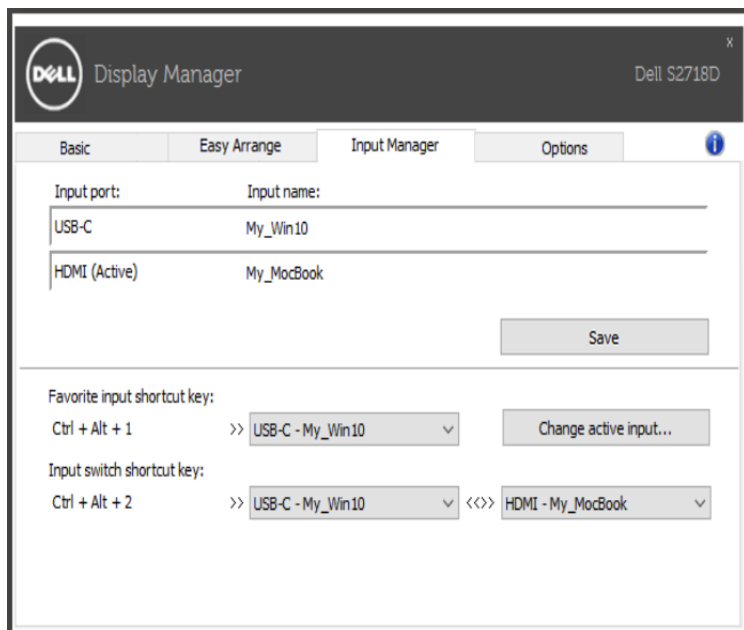 x
DELL Display Manager Dell S2718D
Basic Easy Arrange Input Manager Options i
Input port: Input name:
USB-C My_Win10
HDMI (Active) My_MocBook
Save
Favorite input shortcut key:
Ctrl + Alt + 1 >> USB-C - My_Win10 Change active input...
Input switch shortcut key:
Ctrl + Alt + 2 >> USB-C - My_Win10 <<>> HDMI - My_MocBook